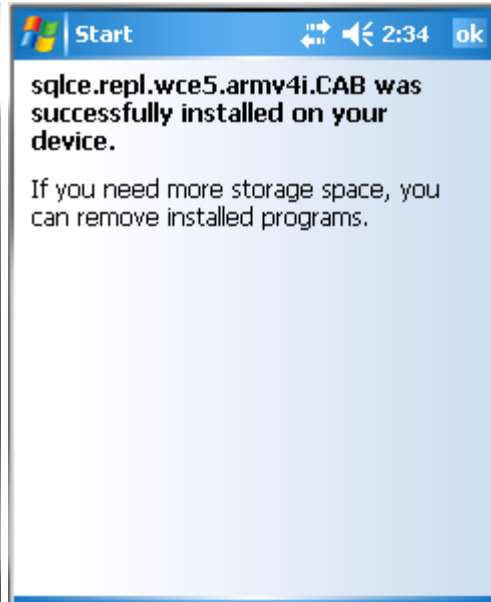 Start 2:34 ok
sqlce.repl.wce5.armv4i.CAB was
successfully installed on your
device.
If you need more storage space, you
can remove installed programs.